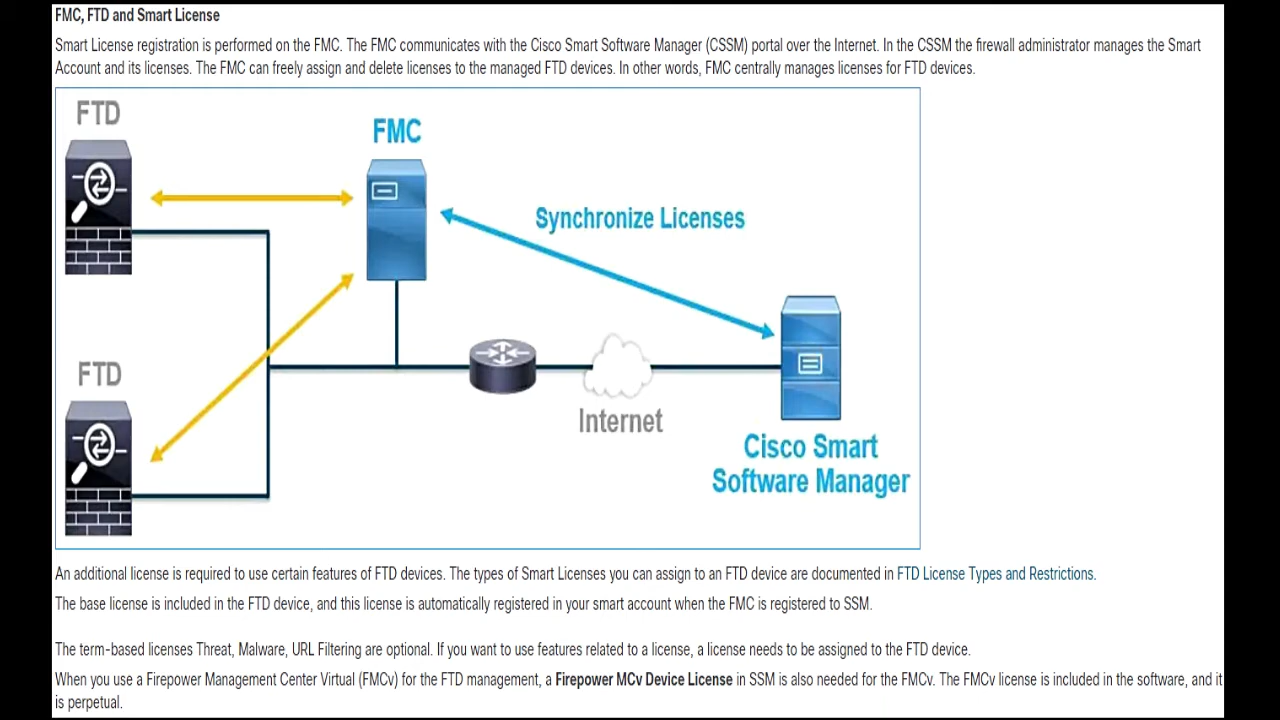 FMC, FTD and Smart License
Smart License registration is performed on the FMC. The FMC communicates with the Cisco Smart Software Manager (CSSM) portal over the Internet. In the CSSM the firewall administrator manages the Smart
Account and its licenses. The FMC can freely assign and delete licenses to the managed FTD devices. In other words, FMC centrally manages licenses for FTD devices.
FTD
FMC
Synchronize Licenses
FTD
Internet
Cisco Smart
Software Manager
An additional license is required to use certain features of FTD devices. The types of Smart Licenses you can assign to an FTD device are documented in FTD License Types and Restrictions.
The base license is included in the FTD device, and this license is automatically registered in your smart account when the FMC is registered to SSM.
The term-based licenses Threat, Malware, URL Filtering are optional. If you want to use features related to a license, a license needs to be assigned to the FTD device.
When you use a Firepower Management Center Virtual (FMCv) for the FTD management, a Firepower MCv Device License in SSM is also needed for the FMCv. The FMCv license is included in the software, and it
is perpetual.